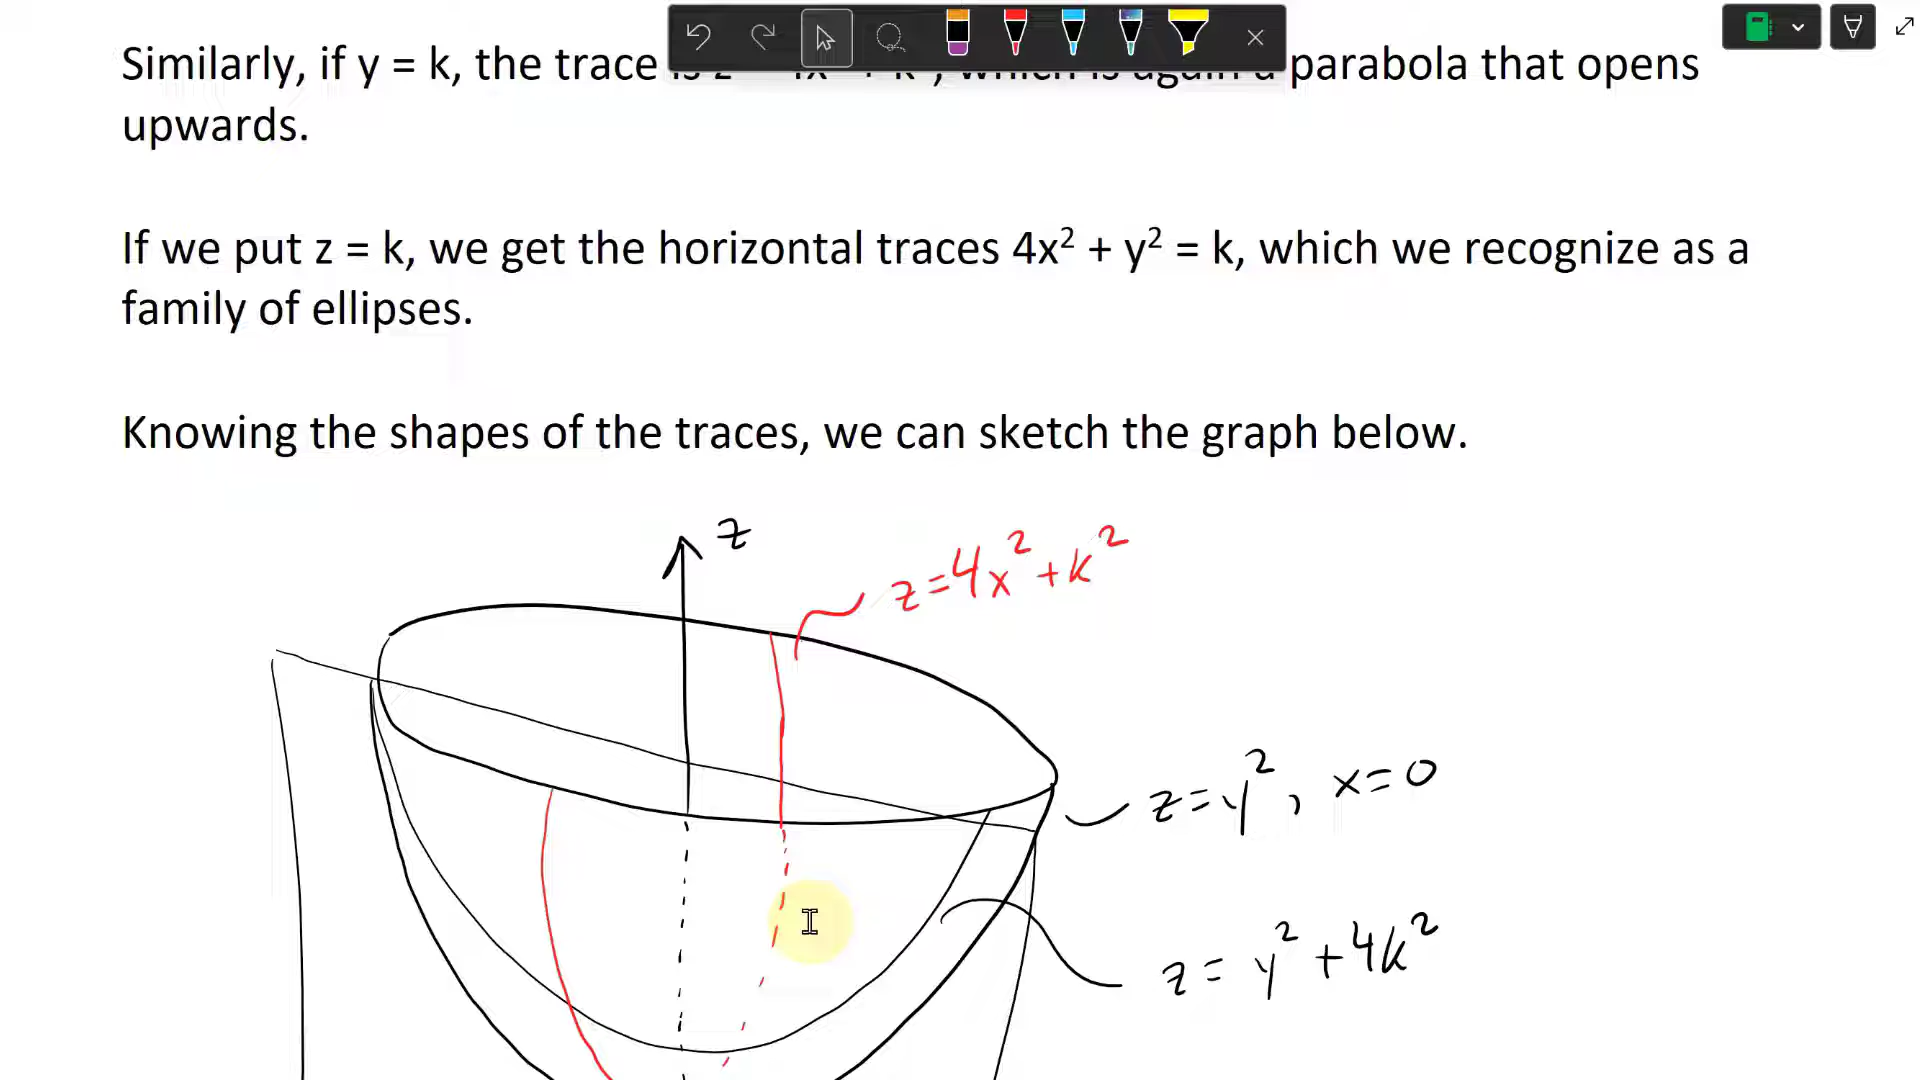 Similarly, if y = k, the trace parabola that opens
upwards.
If we put z = k, we get the horizontal traces 4x² + y² = k, which we recognize as a
family of ellipses.
Knowing the shapes of the traces, we can sketch the graph below.
z
z=4x²+k²
z=y², x=0
z=y²+4k²